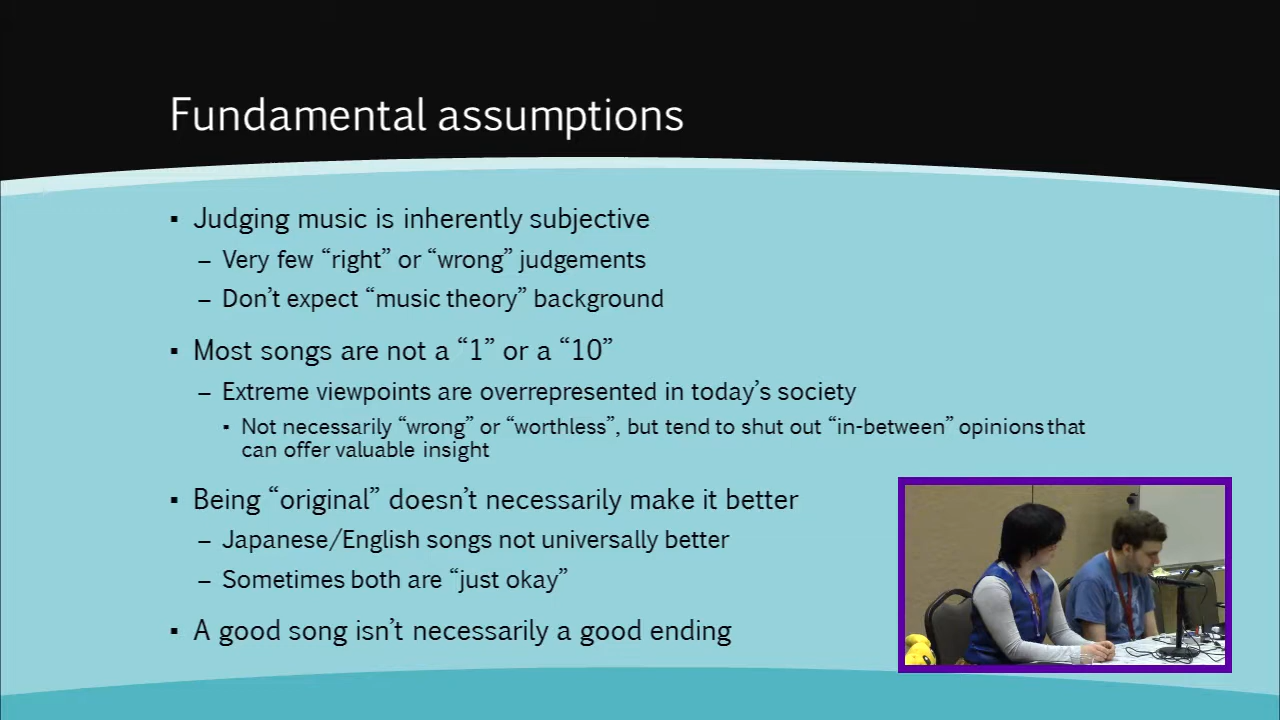 Fundamental assumptions
▪ Judging music is inherently subjective
– Very few “right” or “wrong” judgements
– Don’t expect “music theory” background
▪ Most songs are not a “1” or a “10”
– Extreme viewpoints are overrepresented in today’s society
▪ Not necessarily “wrong” or “worthless”, but tend to shut out “in-between” opinions that
can offer valuable insight
▪ Being “original” doesn’t necessarily make it better
– Japanese/English songs not universally better
– Sometimes both are “just okay”
▪ A good song isn’t necessarily a good ending